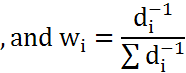 , and wᵢ = dᵢ⁻¹ / ∑ dᵢ⁻¹